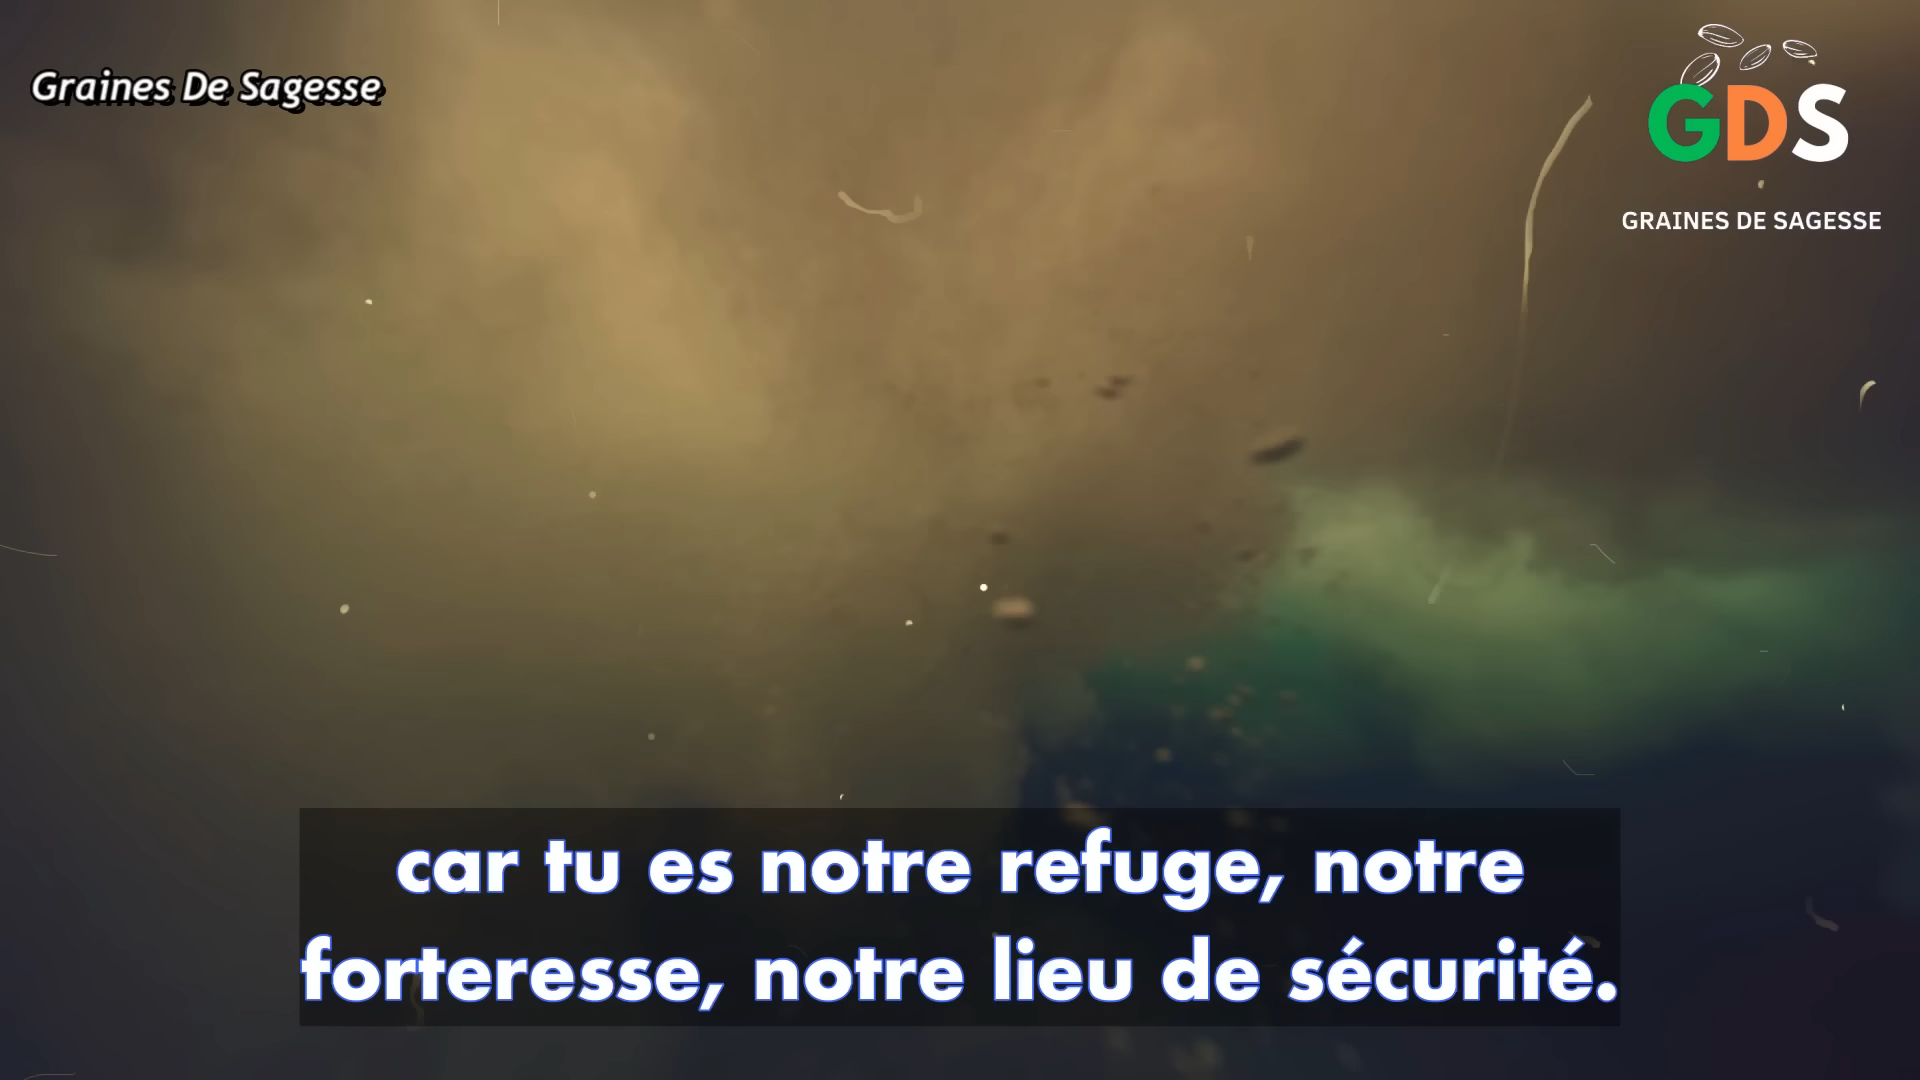 Graines De Sagesse
GDS
GRAINES DE SAGESSE
car tu es notre refuge, notre
forteresse, notre lieu de sécurité.